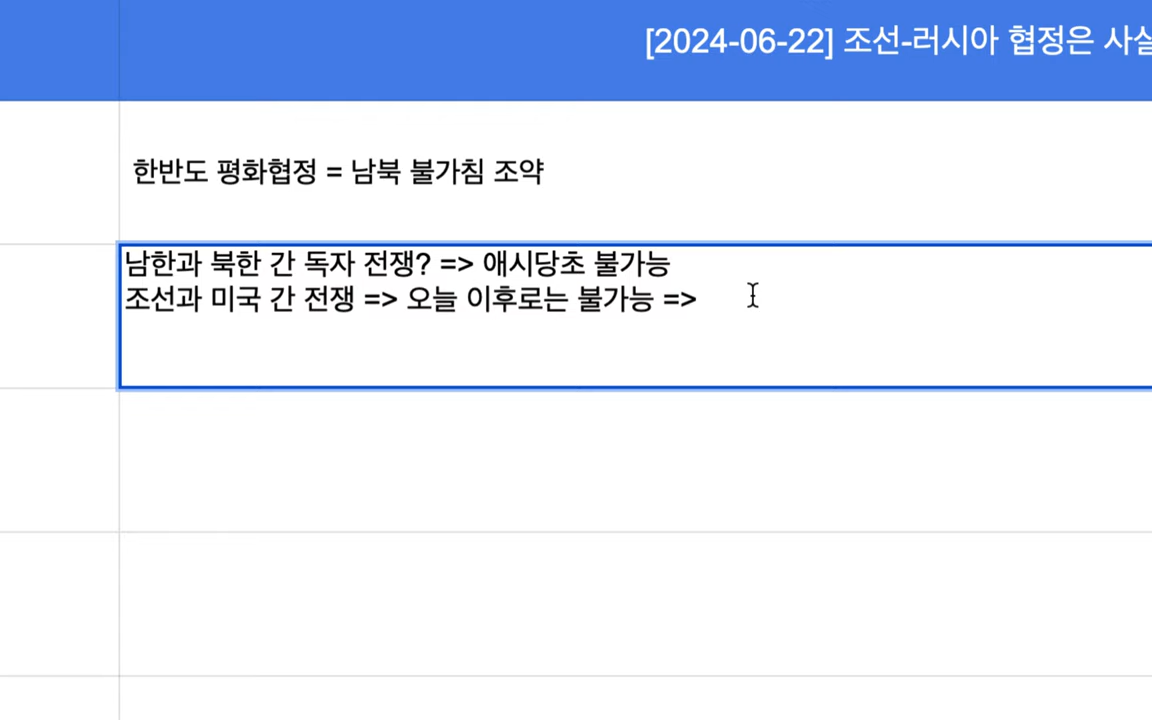 [2024-06-22] 조선-러시아 협정은 사실
한반도 평화협정 = 남북 불가침 조약
남한과 북한 간 독자 전쟁? => 애시당초 불가능
조선과 미국 간 전쟁 => 오늘 이후로는 불가능 =>